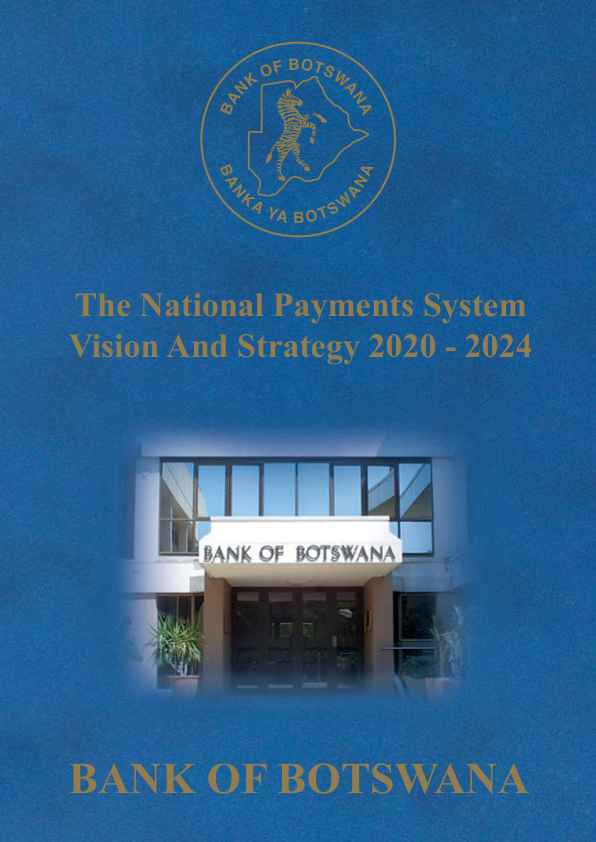 BANK OF BOTSWANA
BANKA YA BOTSWANA
The National Payments System
Vision And Strategy 2020 - 2024
BANK OF BOTSWANA
BANK OF BOTSWANA